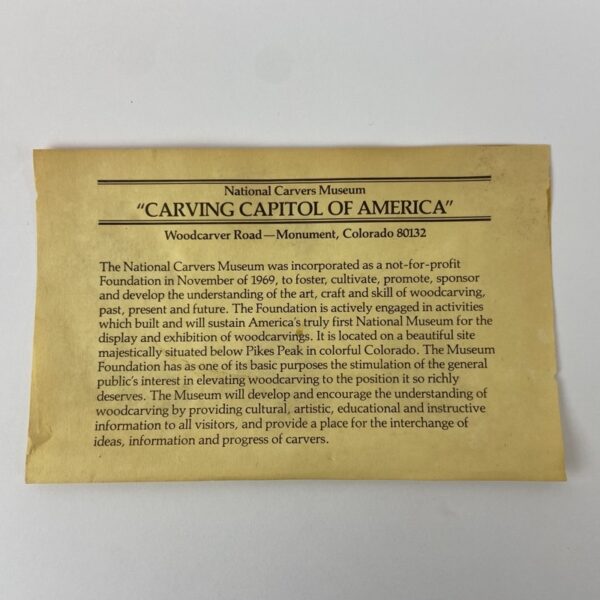 National Carvers Museum
"CARVING CAPITOL OF AMERICA"
Woodcarver Road—Monument, Colorado 80132
The National Carvers Museum was incorporated as a not-for-profit
Foundation in November of 1969, to foster, cultivate, promote, sponsor
and develop the understanding of the art, craft and skill of woodcarving,
past, present and future. The Foundation is actively engaged in activities
which built and will sustain America's truly first National Museum for the
display and exhibition of woodcarvings. It is located on a beautiful site
majestically situated below Pikes Peak in colorful Colorado. The Museum
Foundation has as one of its basic purposes the stimulation of the general
public's interest in elevating woodcarving to the position it so richly
deserves. The Museum will develop and encourage the understanding of
woodcarving by providing cultural, artistic, educational and instructive
information to all visitors, and provide a place for the interchange of
ideas, information and progress of carvers.